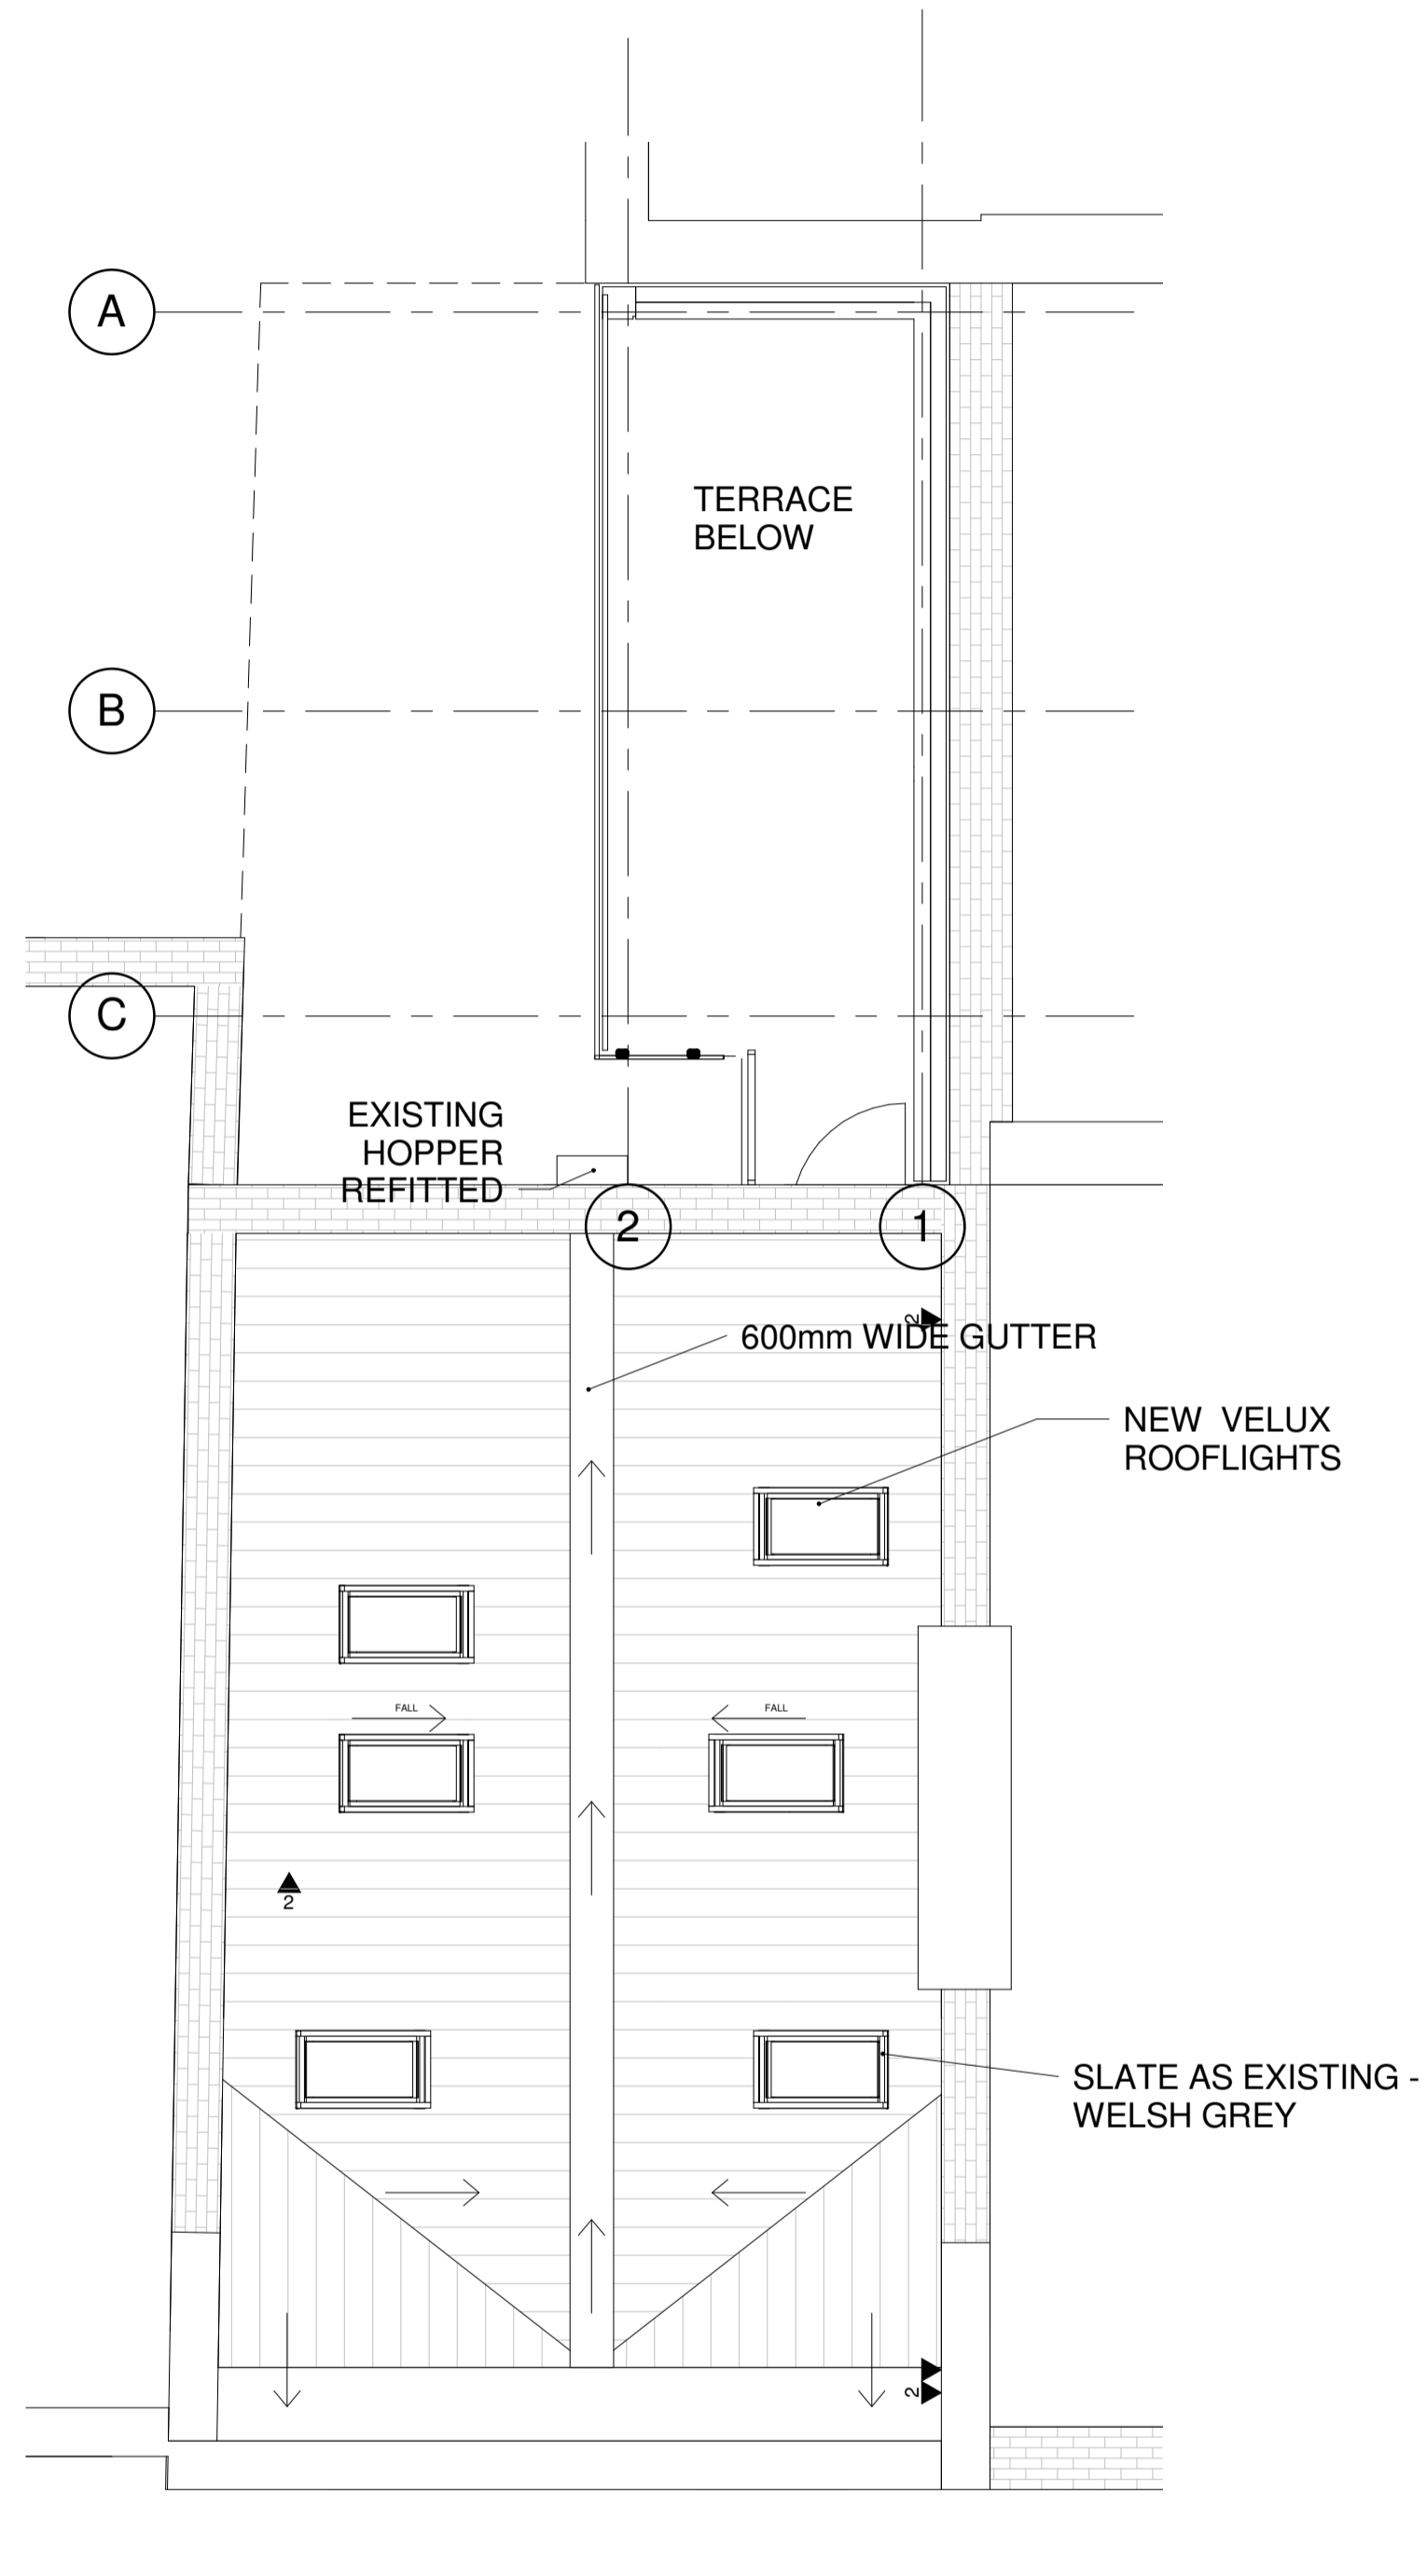 A
TERRACE
BELOW
B
C
EXISTING
HOPPER
REFITTED
2
1
2
600mm WIDE GUTTER
NEW VELUX
ROOFLIGHTS
FALL
FALL
2
SLATE AS EXISTING -
WELSH GREY
2